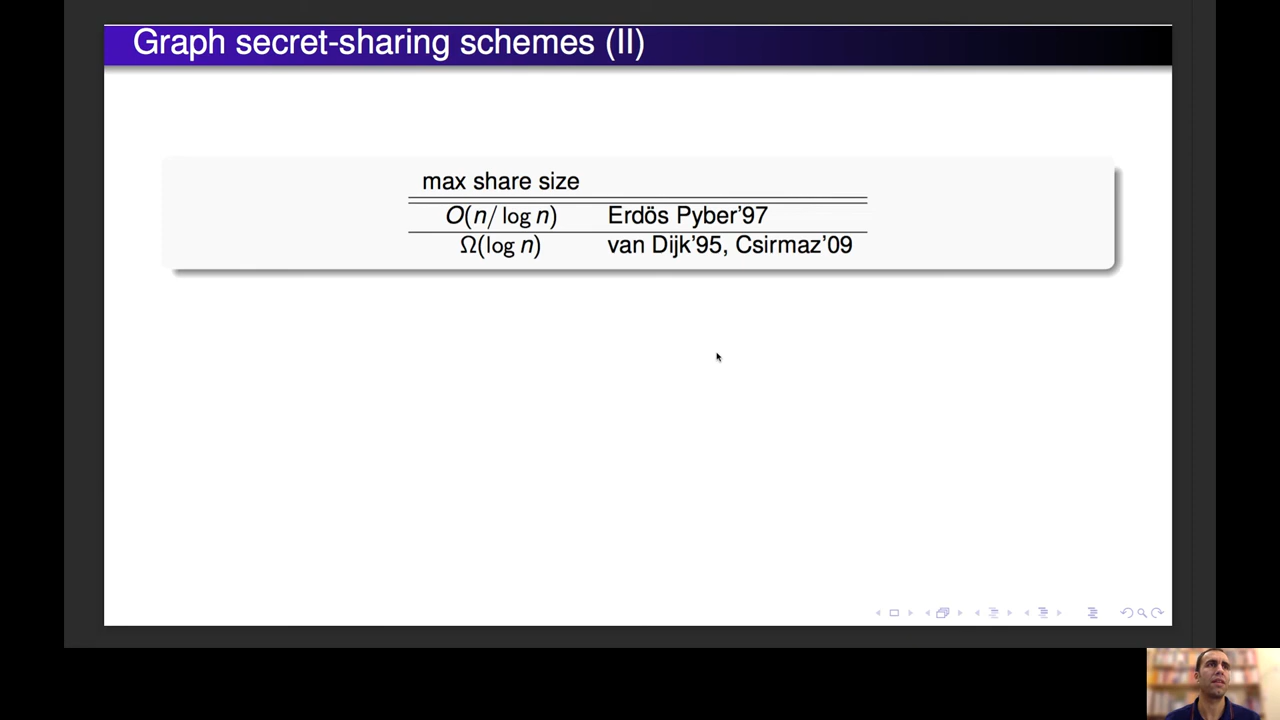 Graph secret-sharing schemes (II)
max share size
O(n/ log n) Erdös Pyber'97
Ω(log n) van Dijk'95, Csirmaz'09